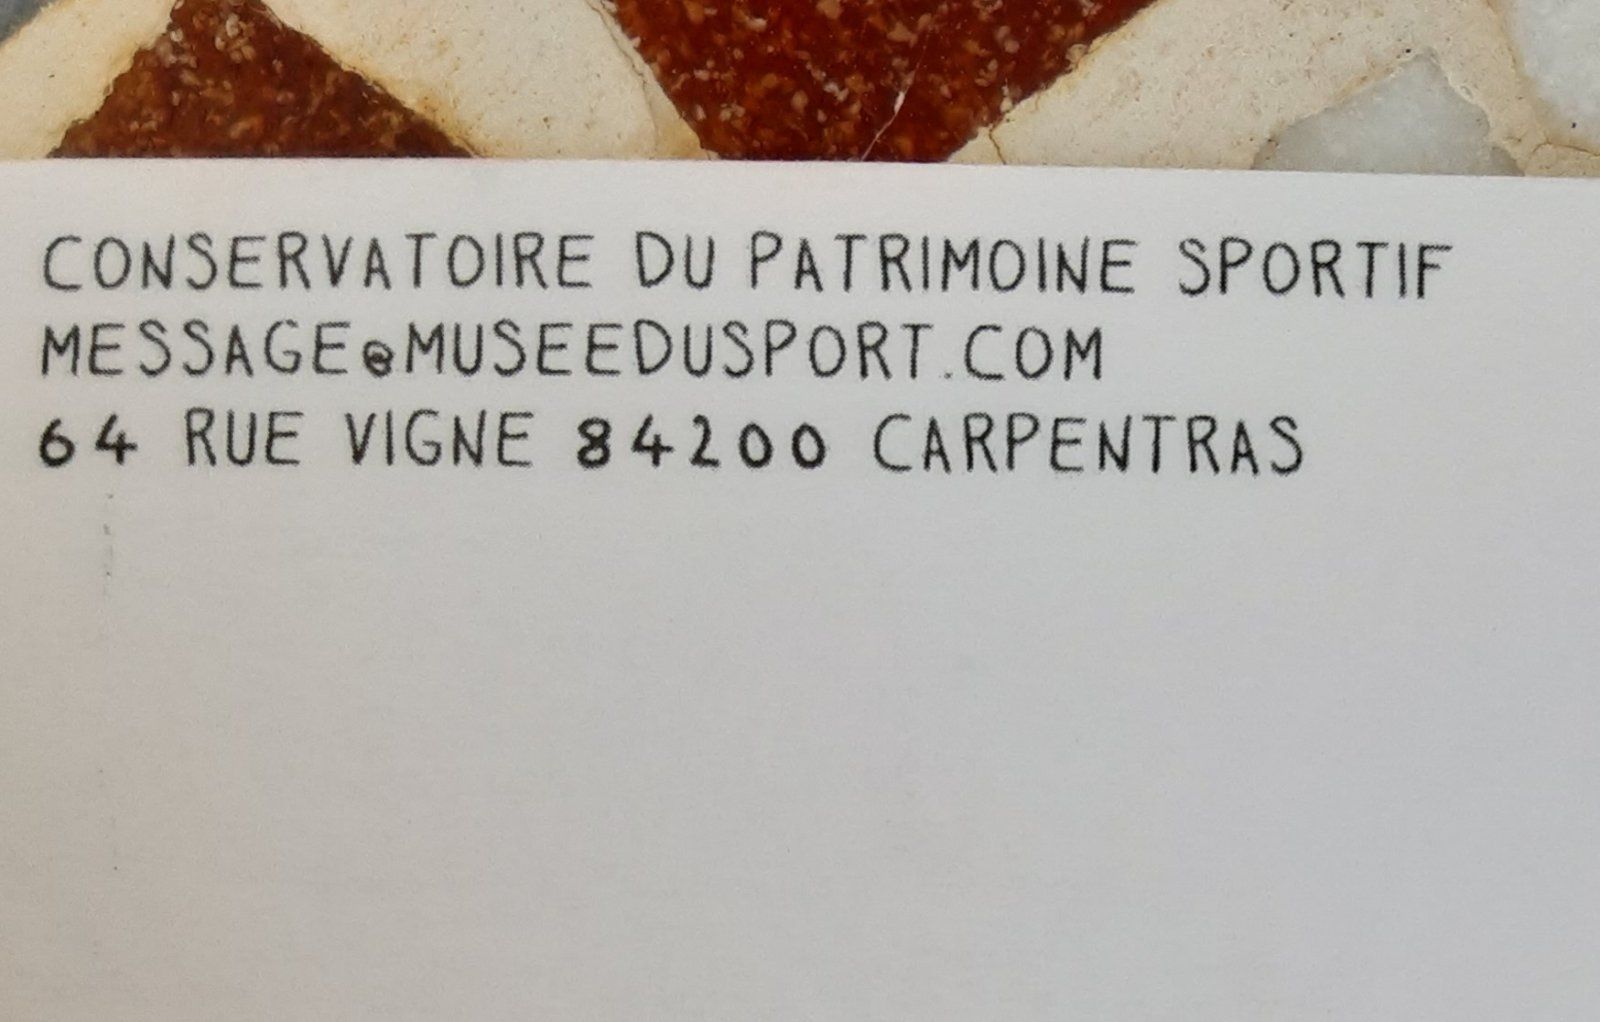 CONSERVATOIRE DU PATRIMOINE SPORTIF
MESSAGE@MUSEEDUSPORT.COM
64 RUE VIGNE 84200 CARPENTRAS